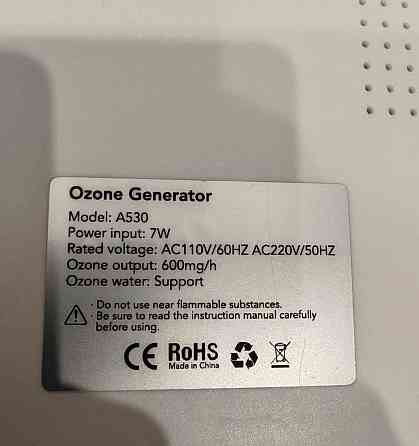 Ozone Generator
Model: A530
Power input: 7W
Rated voltage: AC110V/60HZ AC220V/50HZ
Ozone output: 600mg/h
Ozone water: Support
· Do not use near flammable substances.
· Be sure to read the instruction manual carefully
before using.
CE RoHS
Made in China